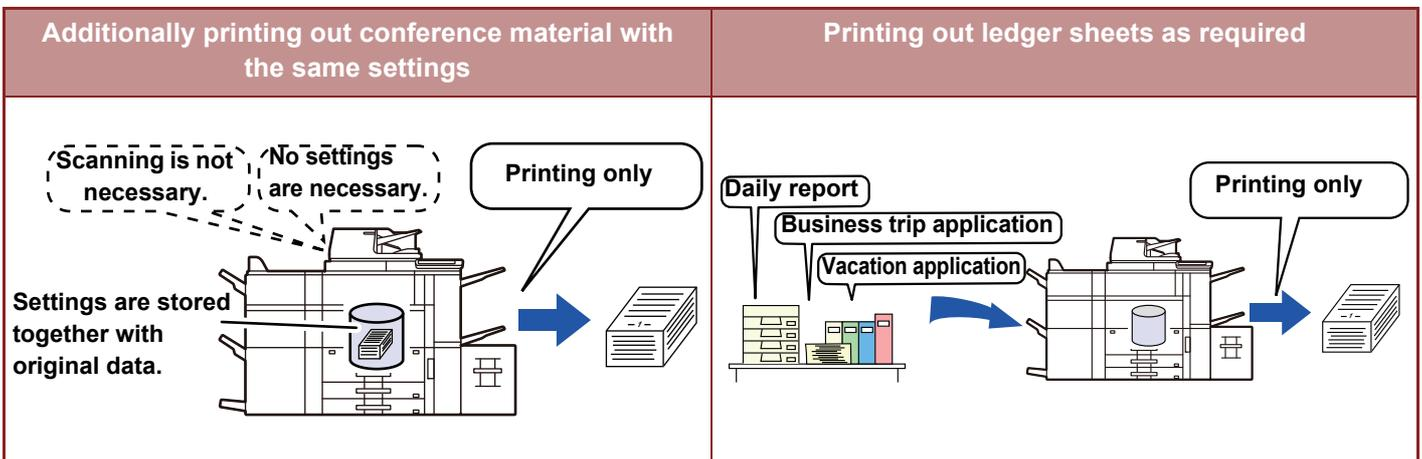 Additionally printing out conference material with
the same settings
Scanning is not
necessary.
No settings
are necessary.
Printing only
Settings are stored
together with
original data.
Printing out ledger sheets as required
Daily report
Business trip application
Vacation application
Printing only